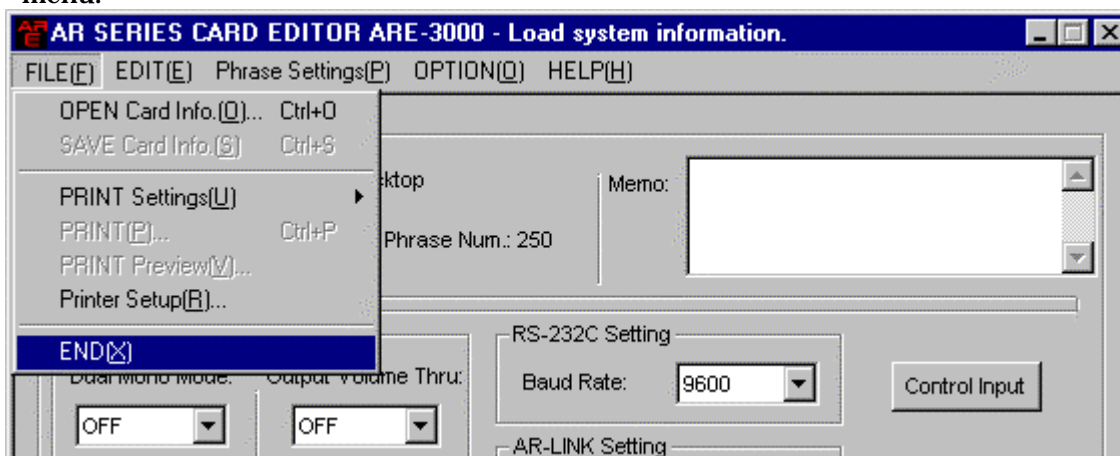 menu.
AR SERIES CARD EDITOR ARE-3000 - Load system information.
FILE(F) EDIT(E) Phrase Settings(P) OPTION(O) HELP(H)
OPEN Card Info.(O)... Ctrl+O
SAVE Card Info.(S) Ctrl+S
PRINT Settings(U)
PRINT(P)... Ctrl+P
PRINT Preview(V)...
Printer Setup(R)...
END(X)
ktop
Memo:
Phrase Num.: 250
Dual Mono Mode: Output Volume Thru:
OFF OFF
RS-232C Setting
Baud Rate: 9600
Control Input
AR-LINK Setting